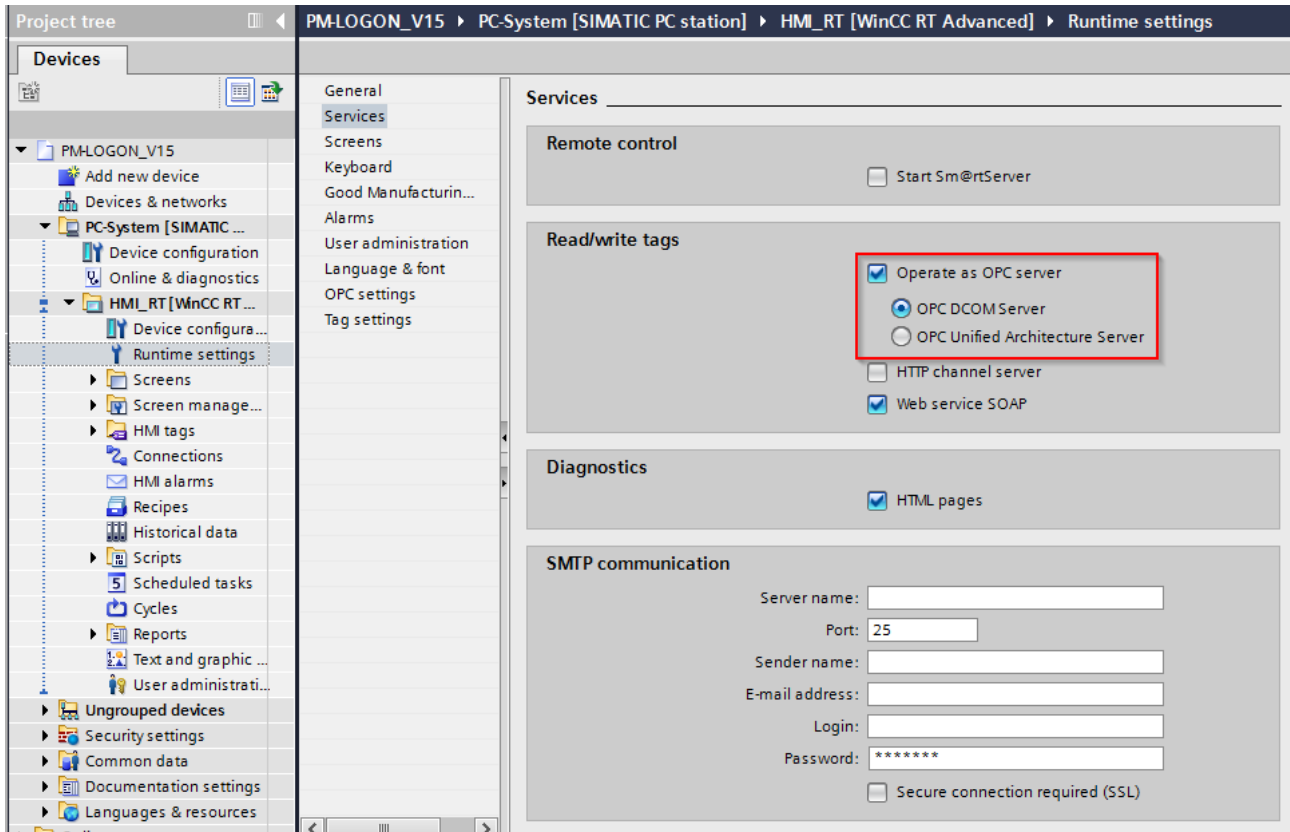 Project tree
PM-LOGON_V15 ▸ PC-System [SIMATIC PC station] ▸ HMI_RT [WinCC RT Advanced] ▸ Runtime settings
Devices
PM-LOGON_V15
Add new device
Devices & networks
PC-System [SIMATIC ...
Device configuration
Online & diagnostics
HMI_RT [WinCC RT ...
Device configura...
Runtime settings
Screens
Screen manage...
HMI tags
Connections
HMI alarms
Recipes
Historical data
Scripts
Scheduled tasks
Cycles
Reports
Text and graphic ...
User administrati...
Ungrouped devices
Security settings
Common data
Documentation settings
Languages & resources
General
Services
Screens
Keyboard
Good Manufacturin...
Alarms
User administration
Language & font
OPC settings
Tag settings
Services
Remote control
Start Sm@rtServer
Read/write tags
Operate as OPC server
OPC DCOM Server
OPC Unified Architecture Server
HTTP channel server
Web service SOAP
Diagnostics
HTML pages
SMTP communication
Server name:
Port: 25
Sender name:
E-mail address:
Login:
Password: *******
Secure connection required (SSL)